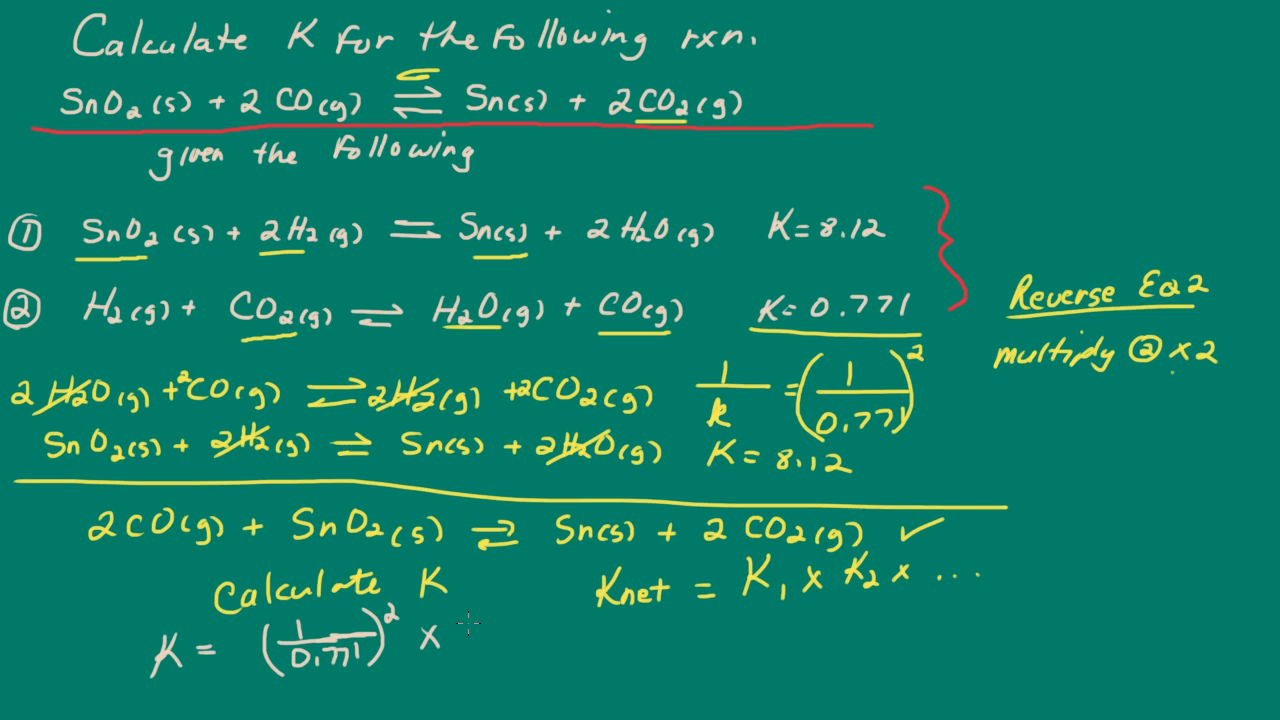 Calculate K for the following rxn.
SnO₂(s) + 2 CO(g) ⇌ Sn(s) + 2CO₂(g)
given the following
① SnO₂(s) + 2H₂(g) ⇌ Sn(s) + 2H₂O(g) K = 8.12
② H₂(g) + CO₂(g) ⇌ H₂O(g) + CO(g) K = 0.771
Reverse Eq 2
multiply ② x 2
2H₂O(g) + 2CO(g) ⇌ 2H₂(g) + 2CO₂(g) 1/K = (1/0.771)²
SnO₂(s) + 2H₂(g) ⇌ Sn(s) + 2H₂O(g) K = 8.12
2CO(g) + SnO₂(s) ⇌ Sn(s) + 2 CO₂(g) ✓
Calculate K Knet = K₁ x K₂ x ...
K = (1/0.771)² x